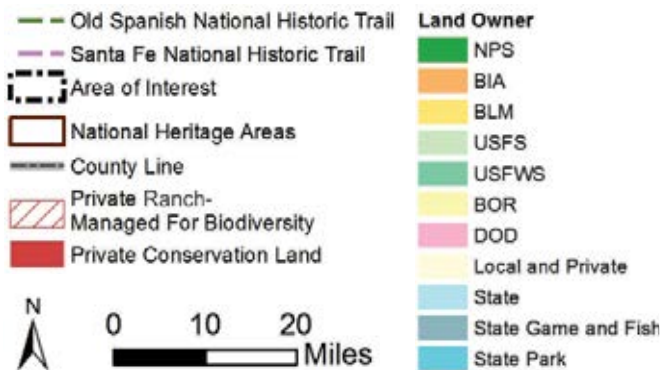 Old Spanish National Historic Trail
Santa Fe National Historic Trail
Area of Interest
National Heritage Areas
County Line
Private Ranch-
Managed For Biodiversity
Private Conservation Land
N
0 10 20
Miles
Land Owner
NPS
BIA
BLM
USFS
USFWS
BOR
DOD
Local and Private
State
State Game and Fish
State Park